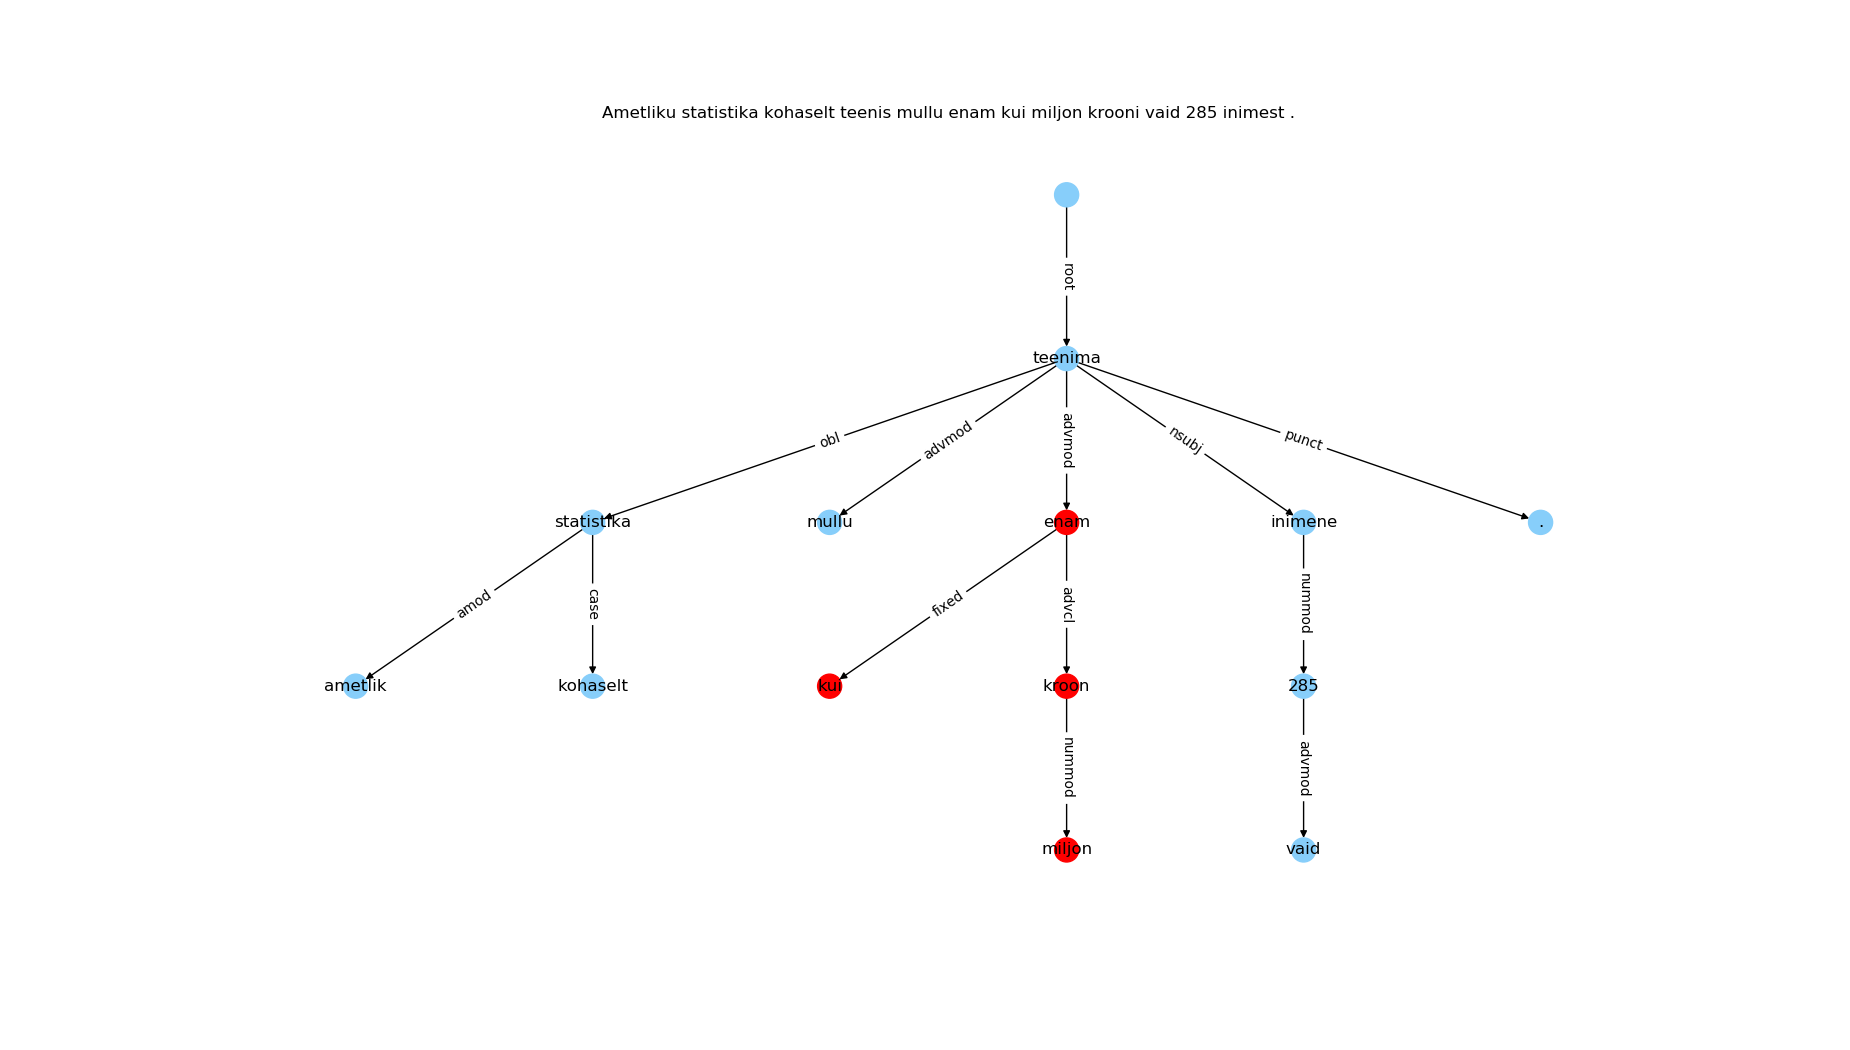 Ametliku statistika kohaselt teenis mullu enam kui miljon krooni vaid 285 inimest .
root
teenima
obl
advmod
advmod
nsubj
punct
statistika
mullu
enam
inimene
.
amod
case
fixed
advcl
nummod
ametlik
kohaselt
kui
kroon
285
nummod
advmod
miljon
vaid